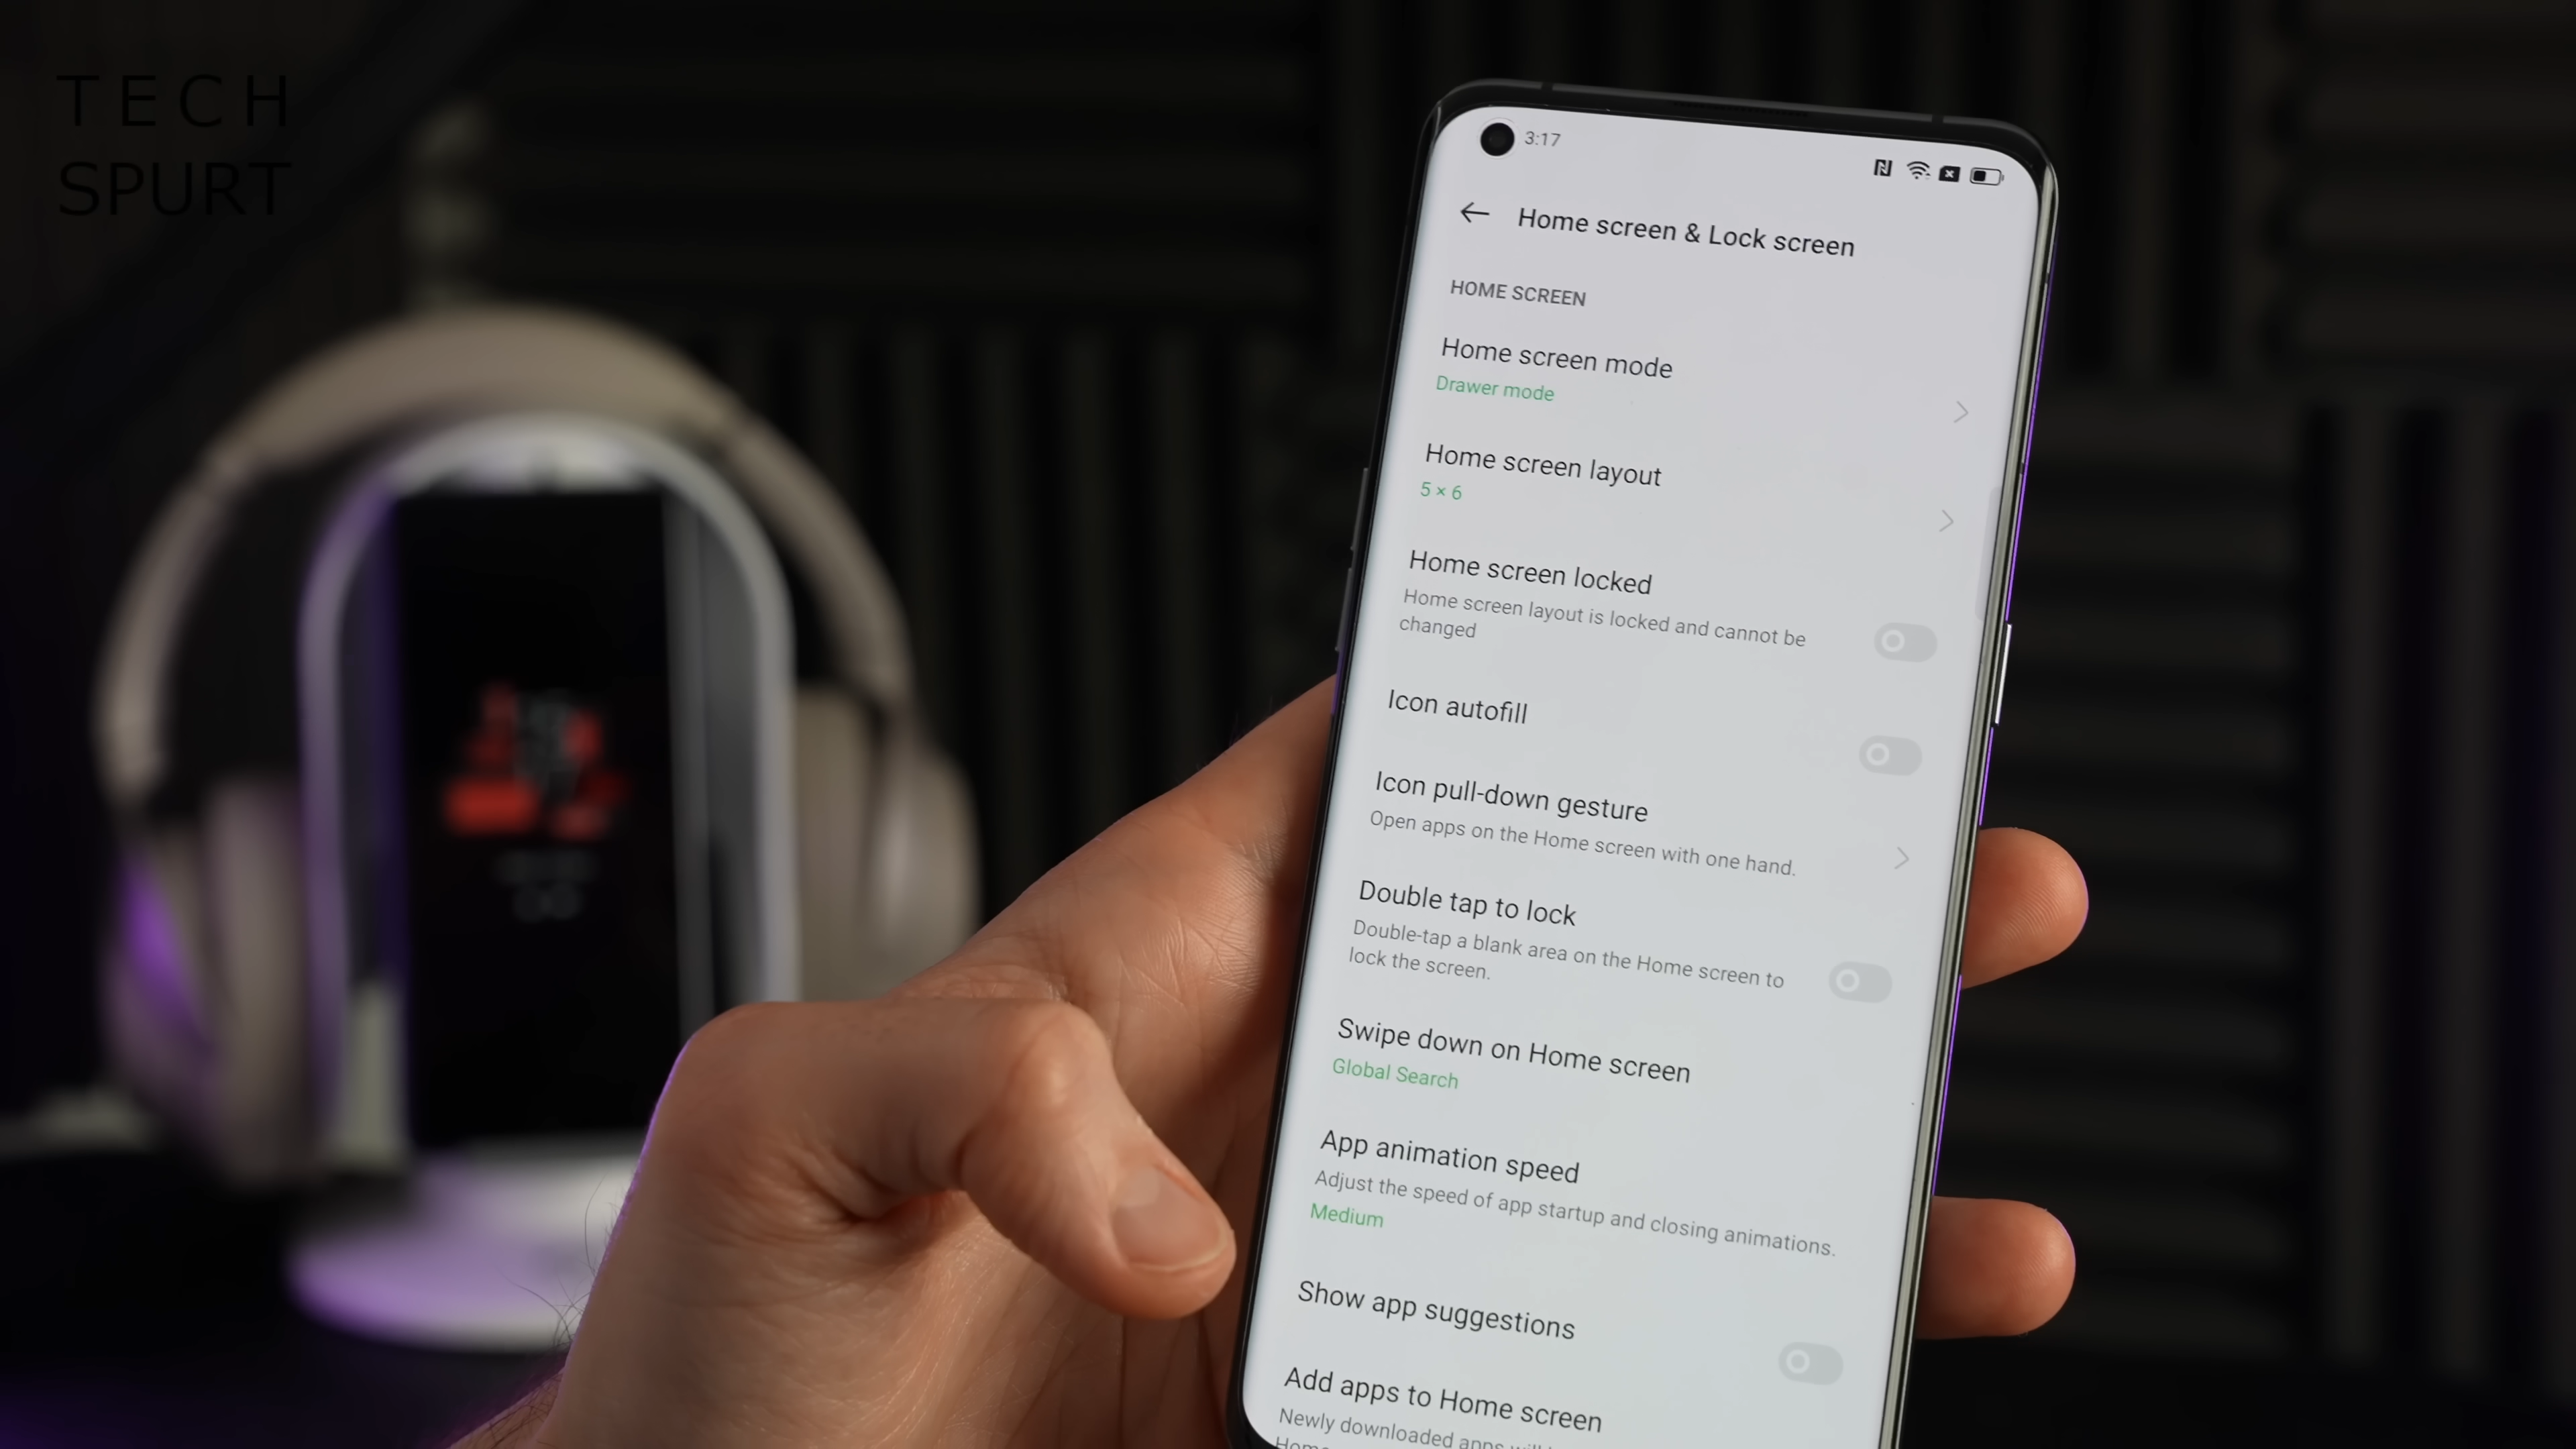 TECH
SPURT
3:17
Home screen & Lock screen
HOME SCREEN
Home screen mode
Drawer mode
Home screen layout
5 × 6
Home screen locked
Home screen layout is locked and cannot be
changed
Icon autofill
Icon pull-down gesture
Open apps on the Home screen with one hand.
Double tap to lock
Double-tap a blank area on the Home screen to
lock the screen.
Swipe down on Home screen
Global Search
App animation speed
Adjust the speed of app startup and closing animations.
Medium
Show app suggestions
Add apps to Home screen
Newly downloaded apps